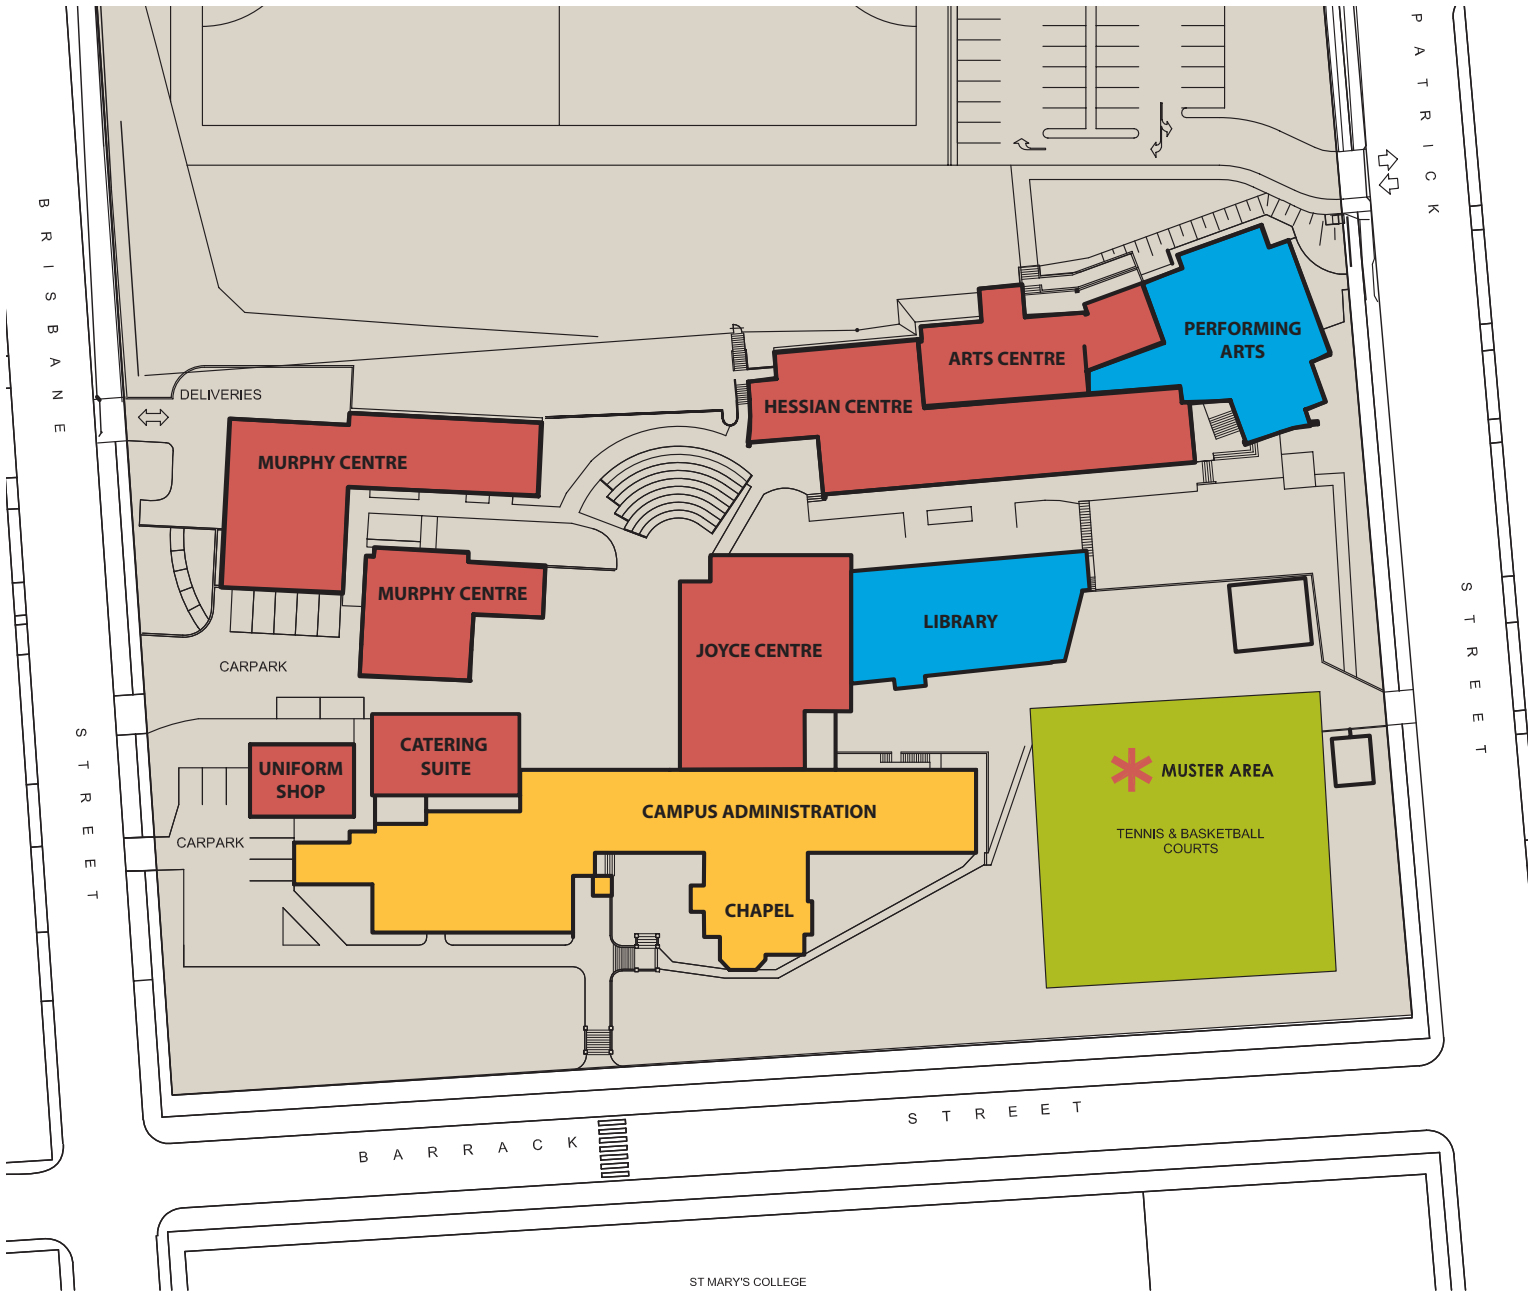 PATRICK
STREET
BRISBANE
STREET
PERFORMING
ARTS
ARTS CENTRE
HESSIAN CENTRE
DELIVERIES
MURPHY CENTRE
MURPHY CENTRE
LIBRARY
JOYCE CENTRE
CARPARK
CATERING
SUITE
UNIFORM
SHOP
MUSTER AREA
CAMPUS ADMINISTRATION
TENNIS & BASKETBALL
COURTS
CARPARK
CHAPEL
BARRACK STREET
ST MARY'S COLLEGE